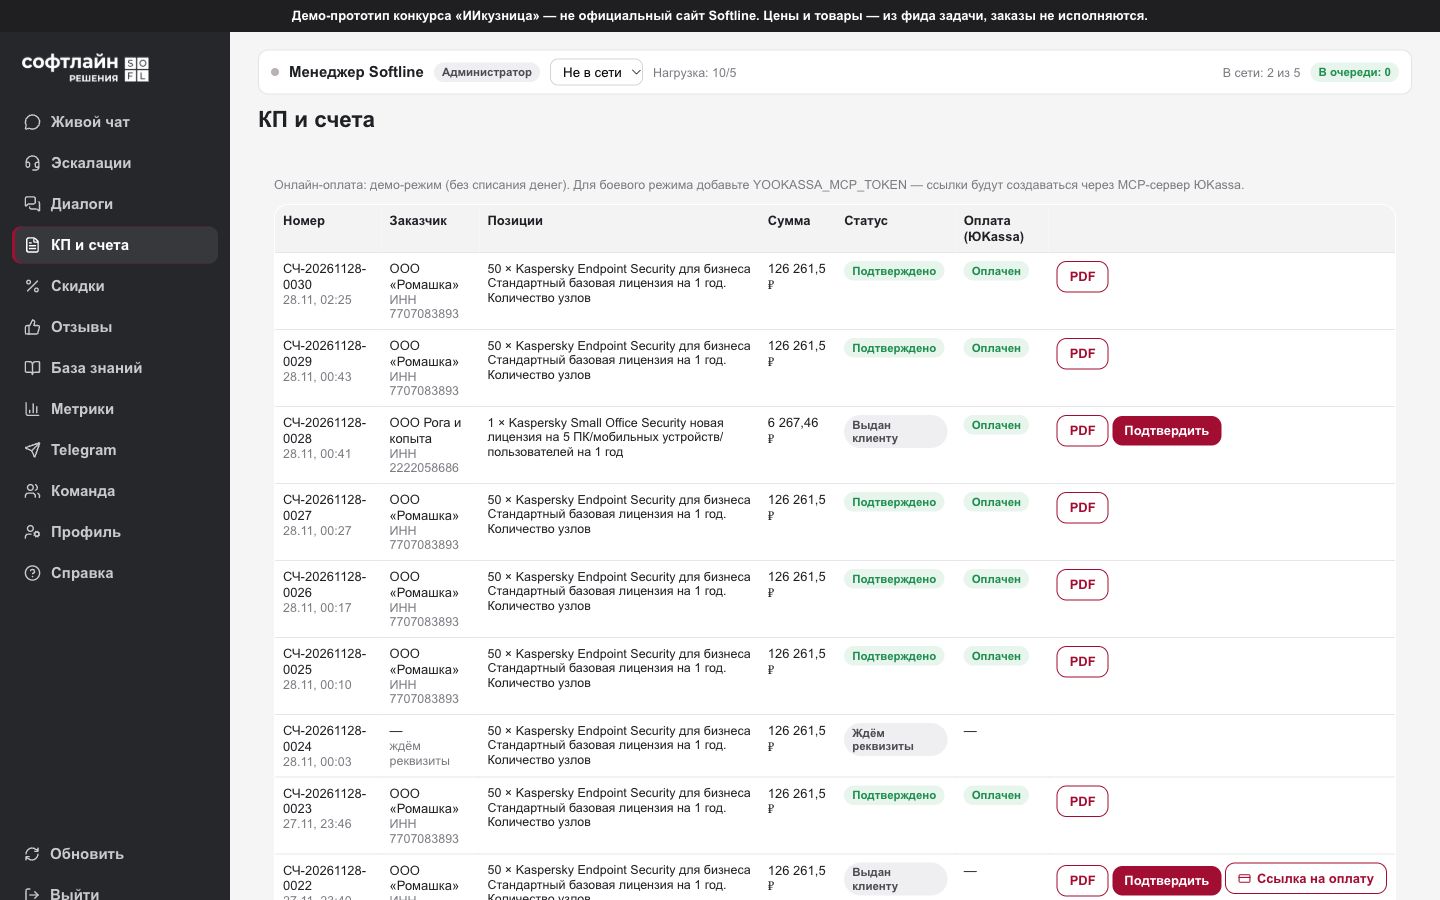 Демо-прототип конкурса «ИИкузница» — не официальный сайт Softline. Цены и товары — из фида задачи, заказы не исполняются.
софтлайн
РЕШЕНИЯ
SO
FL
Живой чат
Эскалации
Диалоги
КП и счета
Скидки
Отзывы
База знаний
Метрики
Telegram
Команда
Профиль
Справка
Обновить
Выйти
Менеджер Softline
Администратор
Не в сети
Нагрузка: 10/5
В сети: 2 из 5
В очереди: 0
КП и счета
Онлайн-оплата: демо-режим (без списания денег). Для боевого режима добавьте YOOKASSA_MCP_TOKEN — ссылки будут создаваться через MCP-сервер ЮKassa.
Номер
Заказчик
Позиции
Сумма
Статус
Оплата
(ЮKassa)
СЧ-20261128-
0030
28.11, 02:25
ООО
«Ромашка»
ИНН
7707083893
50 × Kaspersky Endpoint Security для бизнеса
Стандартный базовая лицензия на 1 год.
Количество узлов
126 261,5
₽
Подтверждено
Оплачен
PDF
СЧ-20261128-
0029
28.11, 00:43
ООО
«Ромашка»
ИНН
7707083893
50 × Kaspersky Endpoint Security для бизнеса
Стандартный базовая лицензия на 1 год.
Количество узлов
126 261,5
₽
Подтверждено
Оплачен
PDF
СЧ-20261128-
0028
28.11, 00:41
ООО Рога и
копыта
ИНН
2222058686
1 × Kaspersky Small Office Security новая
лицензия на 5 ПК/мобильных устройств/
пользователей на 1 год
6 267,46
₽
Выдан
клиенту
Оплачен
PDF
Подтвердить
СЧ-20261128-
0027
28.11, 00:27
ООО
«Ромашка»
ИНН
7707083893
50 × Kaspersky Endpoint Security для бизнеса
Стандартный базовая лицензия на 1 год.
Количество узлов
126 261,5
₽
Подтверждено
Оплачен
PDF
СЧ-20261128-
0026
28.11, 00:17
ООО
«Ромашка»
ИНН
7707083893
50 × Kaspersky Endpoint Security для бизнеса
Стандартный базовая лицензия на 1 год.
Количество узлов
126 261,5
₽
Подтверждено
Оплачен
PDF
СЧ-20261128-
0025
28.11, 00:10
ООО
«Ромашка»
ИНН
7707083893
50 × Kaspersky Endpoint Security для бизнеса
Стандартный базовая лицензия на 1 год.
Количество узлов
126 261,5
₽
Подтверждено
Оплачен
PDF
СЧ-20261128-
0024
28.11, 00:03
—
ждём
реквизиты
50 × Kaspersky Endpoint Security для бизнеса
Стандартный базовая лицензия на 1 год.
Количество узлов
126 261,5
₽
Ждём
реквизиты
—
СЧ-20261128-
0023
27.11, 23:46
ООО
«Ромашка»
ИНН
7707083893
50 × Kaspersky Endpoint Security для бизнеса
Стандартный базовая лицензия на 1 год.
Количество узлов
126 261,5
₽
Подтверждено
Оплачен
PDF
СЧ-20261128-
0022
27.11, 23:40
ООО
«Ромашка»
ИНН
50 × Kaspersky Endpoint Security для бизнеса
Стандартный базовая лицензия на 1 год.
Количество узлов
126 261,5
₽
Выдан
клиенту
—
PDF
Подтвердить
Ссылка на оплату